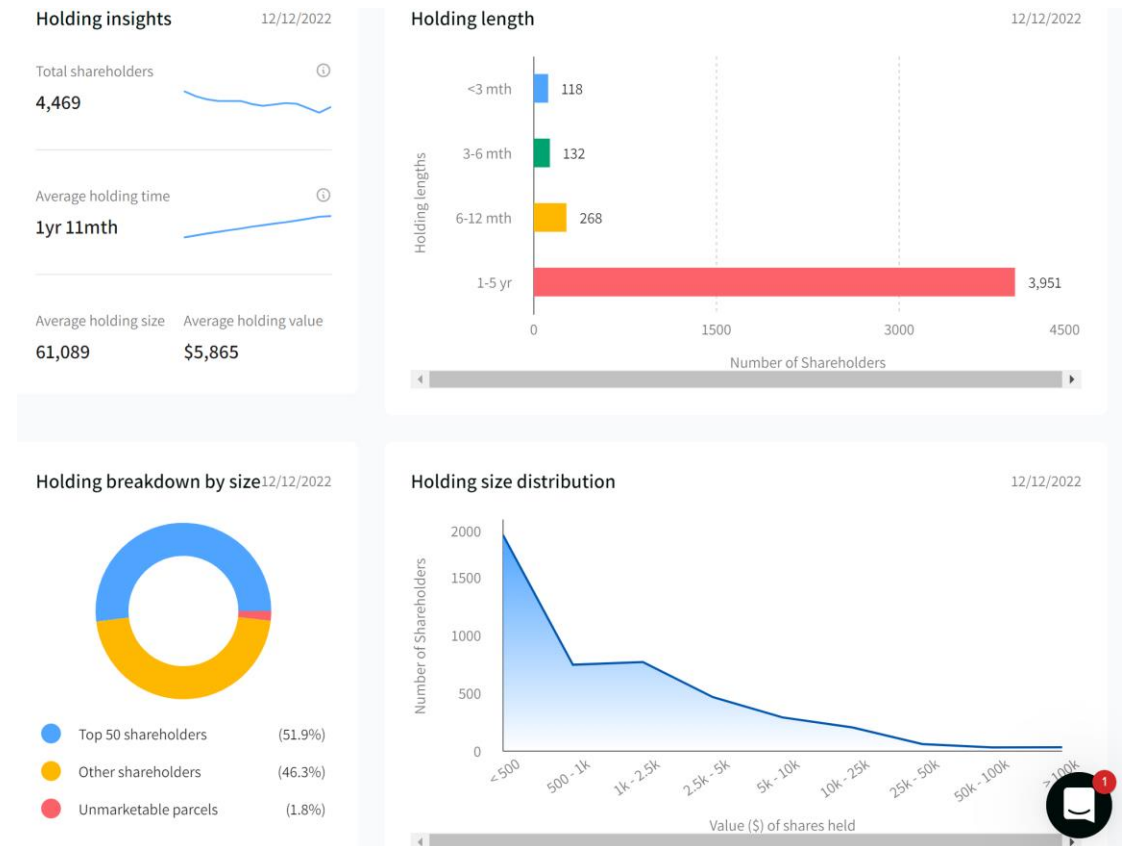 Holding insights 12/12/2022
Total shareholders
4,469
Average holding time
1yr 11mth
Average holding size Average holding value
61,089 $5,865
Holding length 12/12/2022
Holding lengths
<3 mth 118
3-6 mth 132
6-12 mth 268
1-5 yr 3,951
0 1500 3000 4500
Number of Shareholders
Holding breakdown by size 12/12/2022
Top 50 shareholders (51.9%)
Other shareholders (46.3%)
Unmarketable parcels (1.8%)
Holding size distribution 12/12/2022
Number of Shareholders
2000
1500
1000
500
0
< 500 500 - 1k 1k - 2.5k 2.5k - 5k 5k - 10k 10k - 25k 25k - 50k 50k - 100k > 100k
Value ($) of shares held
1